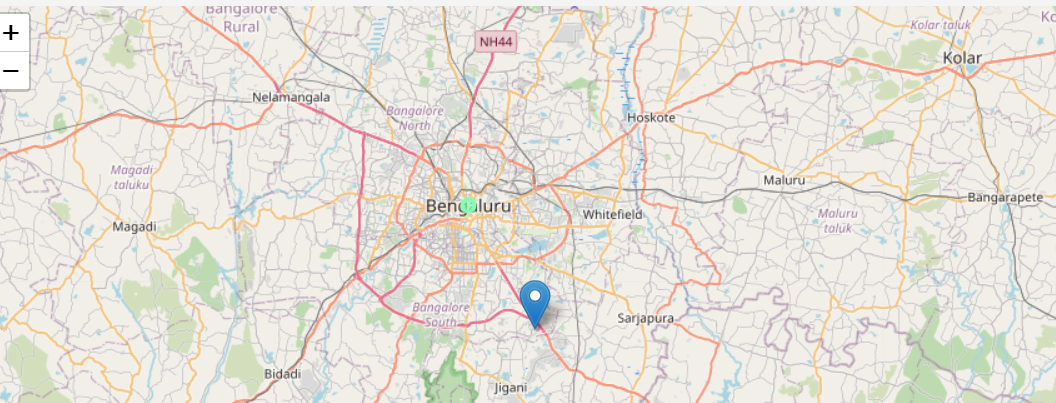 +
−
Bangalore
Rural
NH44
Kolar taluk
Kolar
Nelamangala
Bangalore
North
Hoskote
Magadi
taluku
Bengaluru
Maluru
Bangarapete
Whitefield
Maluru
taluk
Magadi
Bangalore
South
Sarjapura
Bidadi
Jigani